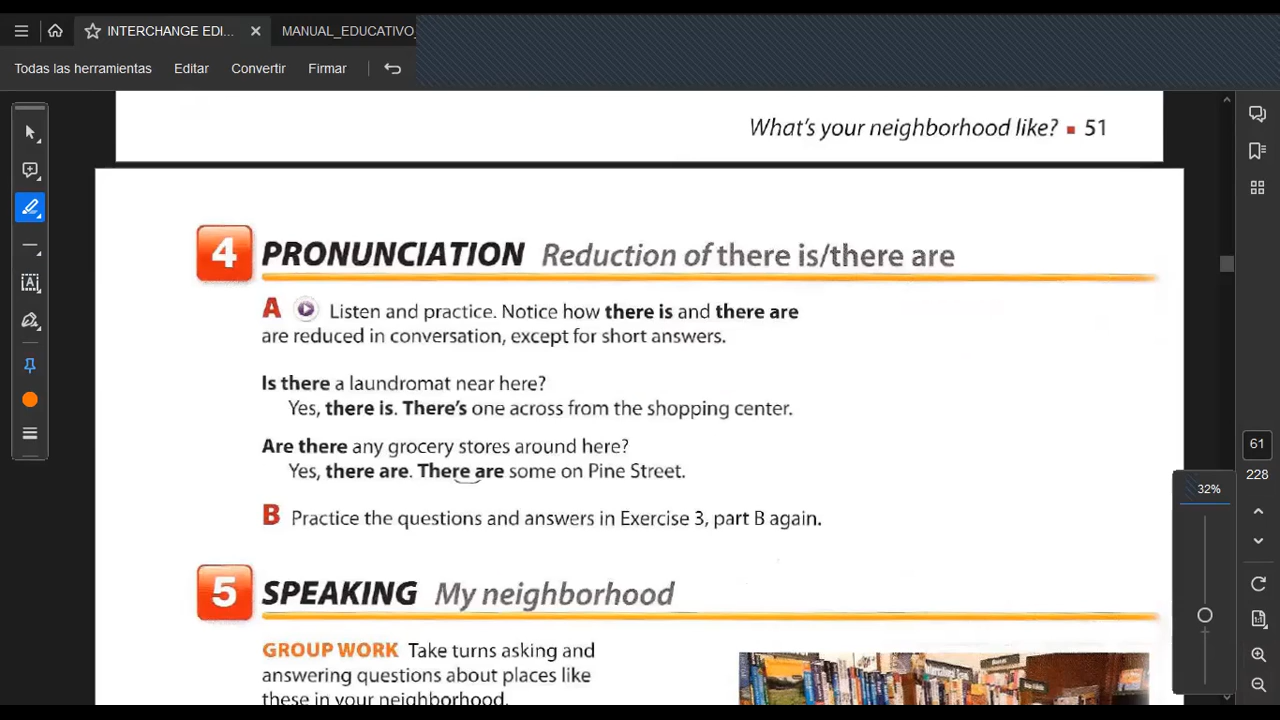 INTERCHANGE EDI...
MANUAL_EDUCATIVO_
Todas las herramientas Editar Convertir Firmar
What's your neighborhood like? ▪ 51
4 PRONUNCIATION Reduction of there is/there are
A Listen and practice. Notice how there is and there are
are reduced in conversation, except for short answers.
Is there a laundromat near here?
Yes, there is. There's one across from the shopping center.
Are there any grocery stores around here?
Yes, there are. There are some on Pine Street.
B Practice the questions and answers in Exercise 3, part B again.
5 SPEAKING My neighborhood
GROUP WORK Take turns asking and
answering questions about places like
these in your neighborhood.
61
228
32%